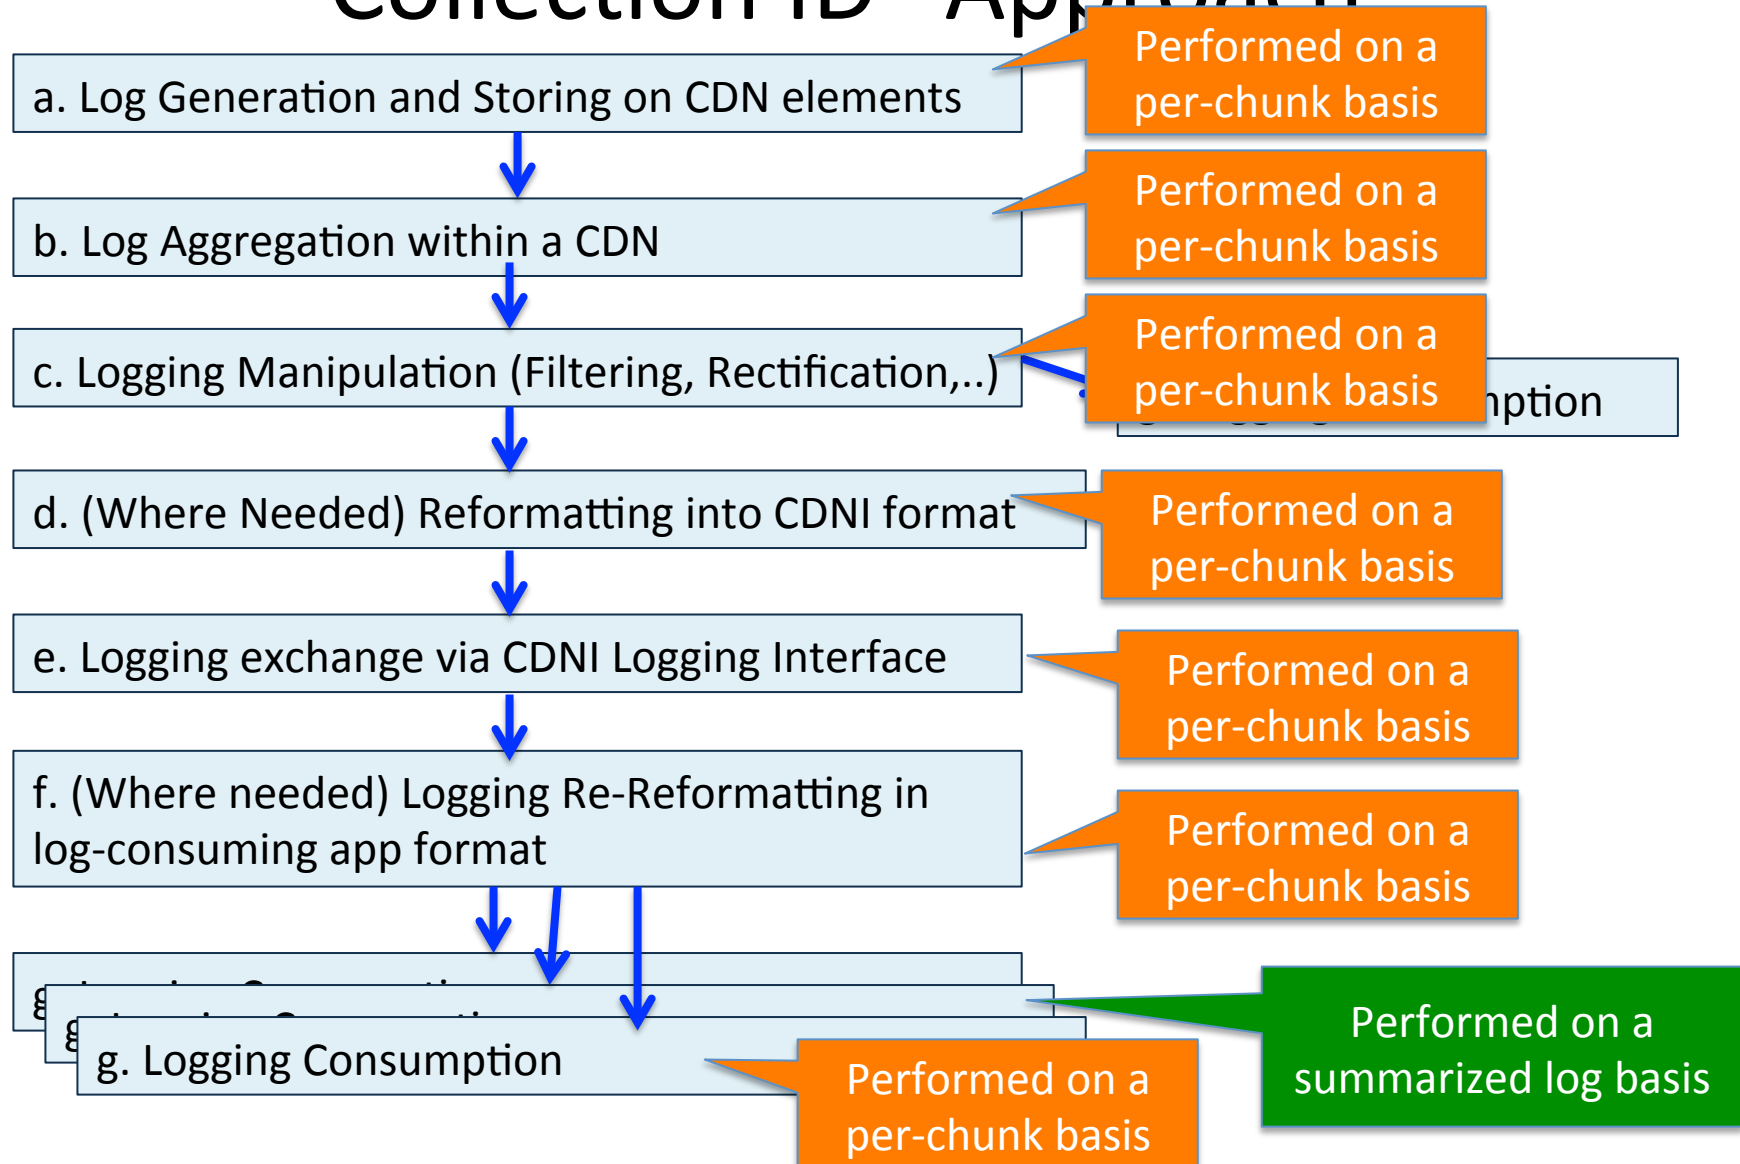 Collection ID Approach
Performed on a
per-chunk basis
a. Log Generation and Storing on CDN elements
Performed on a
per-chunk basis
b. Log Aggregation within a CDN
Performed on a
per-chunk basis
c. Logging Manipulation (Filtering, Rectification,..)
d. (Where Needed) Reformatting into CDNI format
Performed on a
per-chunk basis
e. Logging exchange via CDNI Logging Interface
Performed on a
per-chunk basis
f. (Where needed) Logging Re-Reformatting in
log-consuming app format
Performed on a
per-chunk basis
g. Logging Consumption
Performed on a
per-chunk basis
Performed on a
summarized log basis